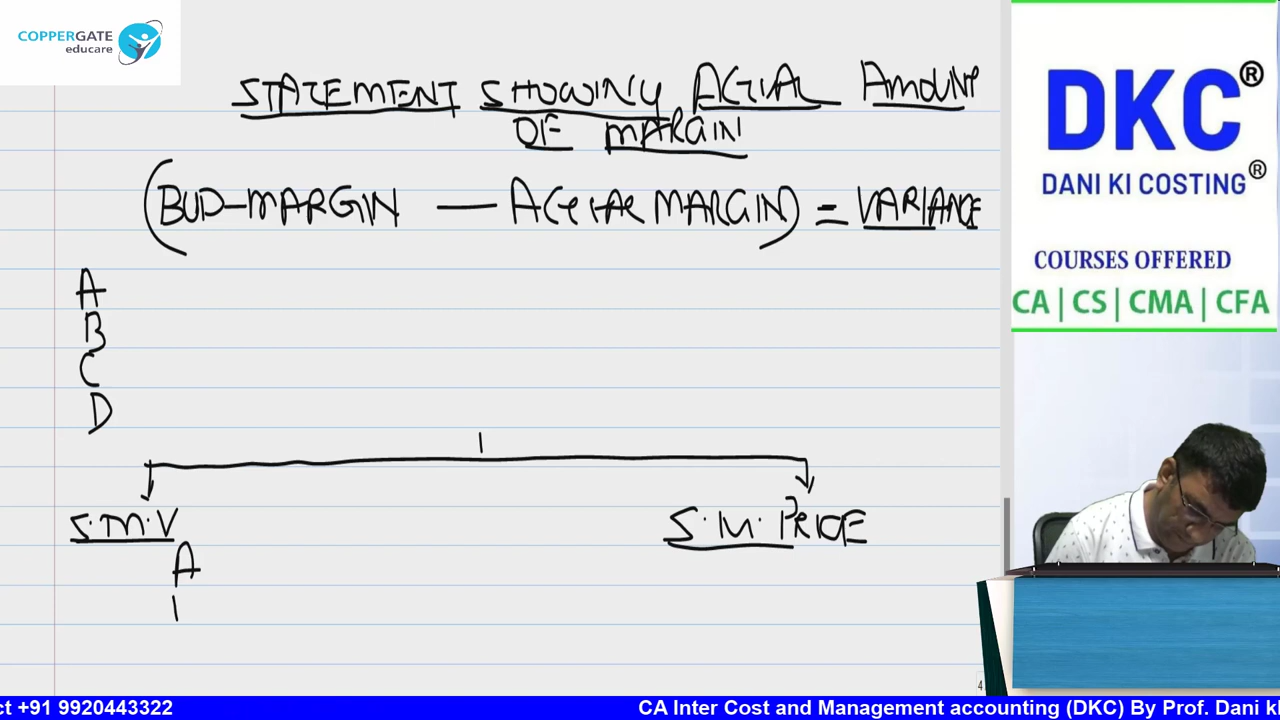 COPPERGATE
educare
STATEMENT SHOWING ACTUAL AMOUNT
OF MARGIN
(BUD-MARGIN — ACTUAL MARGIN) = VARIANCE
A
B
C
D
S.M.V
S.M. PRICE
A
DKC®
DANI KI COSTING®
COURSES OFFERED
CA | CS | CMA | CFA
4
ct +91 9920443322
CA Inter Cost and Management accounting (DKC) By Prof. Dani ki